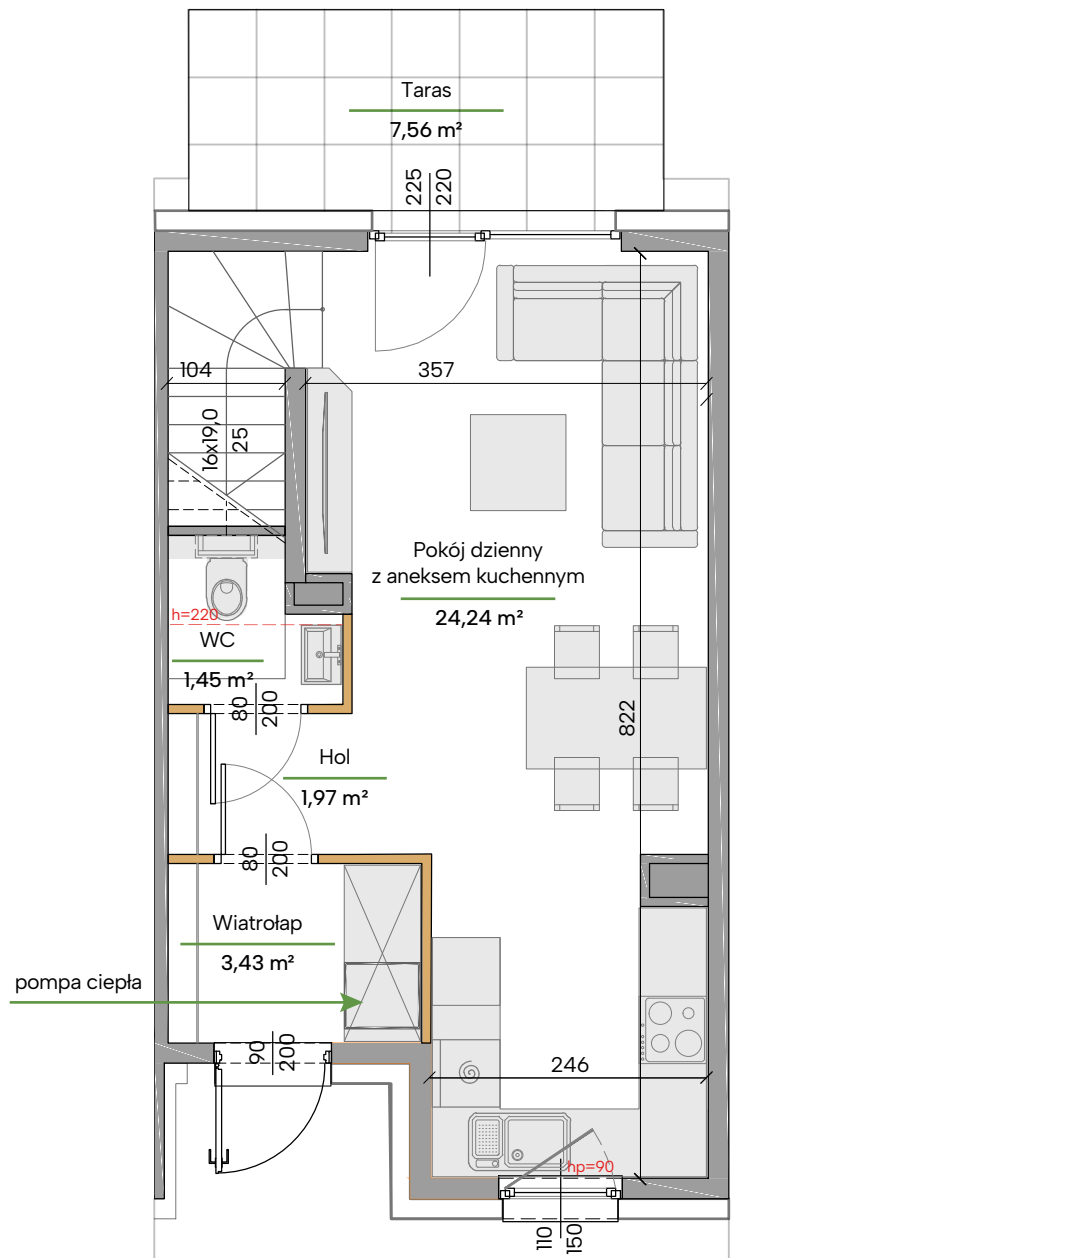 Taras
7,56 m²
225
220
104
357
16x19,0
25
Pokój dzienny
z aneksem kuchennym
24,24 m²
h=220
WC
1,45 m²
80
200
822
Hol
1,97 m²
80
200
Wiatrołap
3,43 m²
pompa ciepła
90
200
246
hp=90
110
150